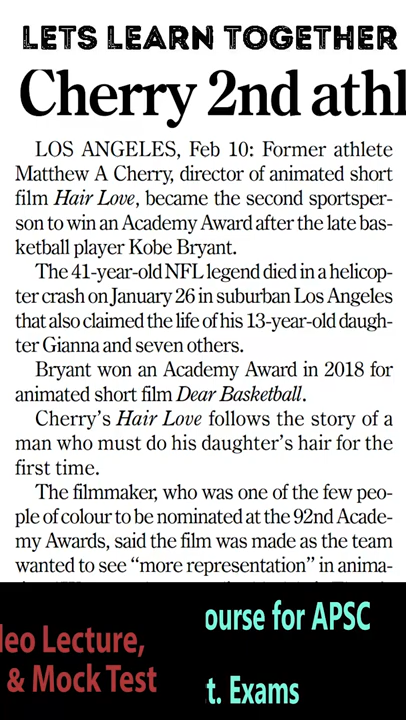 LETS LEARN TOGETHER
Cherry 2nd athl
LOS ANGELES, Feb 10: Former athlete
Matthew A Cherry, director of animated short
film Hair Love, became the second sportsper-
son to win an Academy Award after the late bas-
ketball player Kobe Bryant.
The 41-year-old NFL legend died in a helicop-
ter crash on January 26 in suburban Los Angeles
that also claimed the life of his 13-year-old daugh-
ter Gianna and seven others.
Bryant won an Academy Award in 2018 for
animated short film Dear Basketball.
Cherry's Hair Love follows the story of a
man who must do his daughter's hair for the
first time.
The filmmaker, who was one of the few peo-
ple of colour to be nominated at the 92nd Acade-
my Awards, said the film was made as the team
wanted to see “more representation” in anima-
ourse for APSC
deo Lecture,
& Mock Test
t. Exams